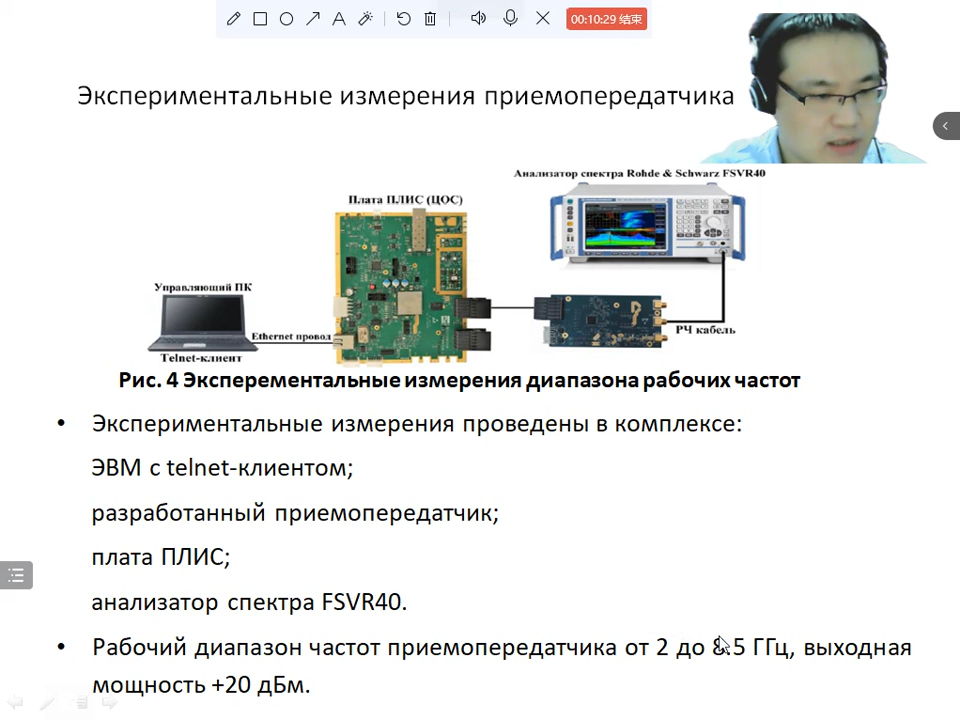 00:10:29 结束
Экспериментальные измерения приемопередатчика
Анализатор спектра Rohde & Schwarz FSVR40
Плата ПЛИС (ЦОС)
Управляющий ПК
Ethernet провод
РЧ кабель
Telnet-клиент
Рис. 4 Эксперементальные измерения диапазона рабочих частот
• Экспериментальные измерения проведены в комплексе:
ЭВМ с telnet-клиентом;
разработанный приемопередатчик;
плата ПЛИС;
анализатор спектра FSVR40.
• Рабочий диапазон частот приемопередатчика от 2 до 8.5 ГГц, выходная
мощность +20 дБм.